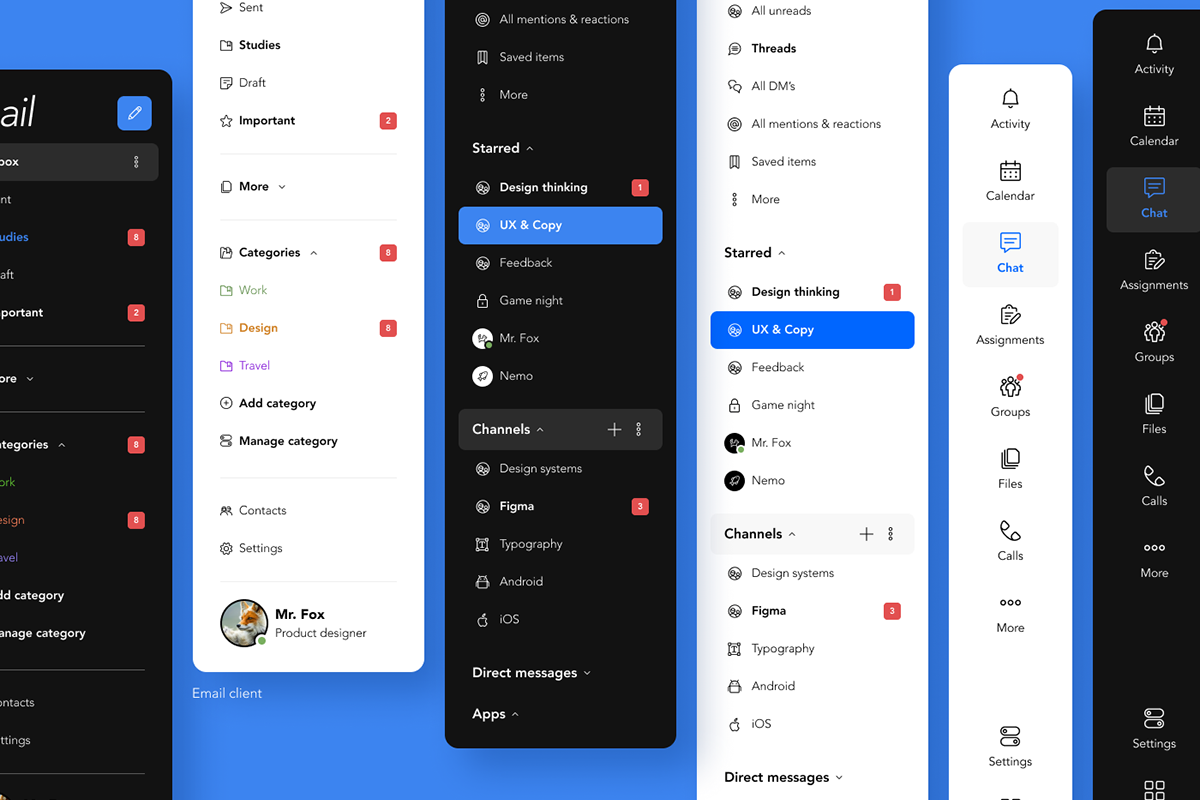 ail
box
nt
udies
8
aft
portant
2
ore
ategories
8
ork
esign
8
avel
dd category
anage category
ontacts
ttings
Sent
Studies
Draft
Important
2
More
Categories
8
Work
Design
8
Travel
Add category
Manage category
Contacts
Settings
Mr. Fox
Product designer
Email client
All mentions & reactions
Saved items
More
Starred
Design thinking
1
UX & Copy
Feedback
Game night
Mr. Fox
Nemo
Channels
Design systems
Figma
3
Typography
Android
iOS
Direct messages
Apps
All unreads
Threads
All DM's
All mentions & reactions
Saved items
More
Starred
Design thinking
1
UX & Copy
Feedback
Game night
Mr. Fox
Nemo
Channels
Design systems
Figma
3
Typography
Android
iOS
Direct messages
Activity
Calendar
Chat
Assignments
Groups
Files
Calls
More
Settings
Activity
Calendar
Chat
Assignments
Groups
Files
Calls
More
Settings